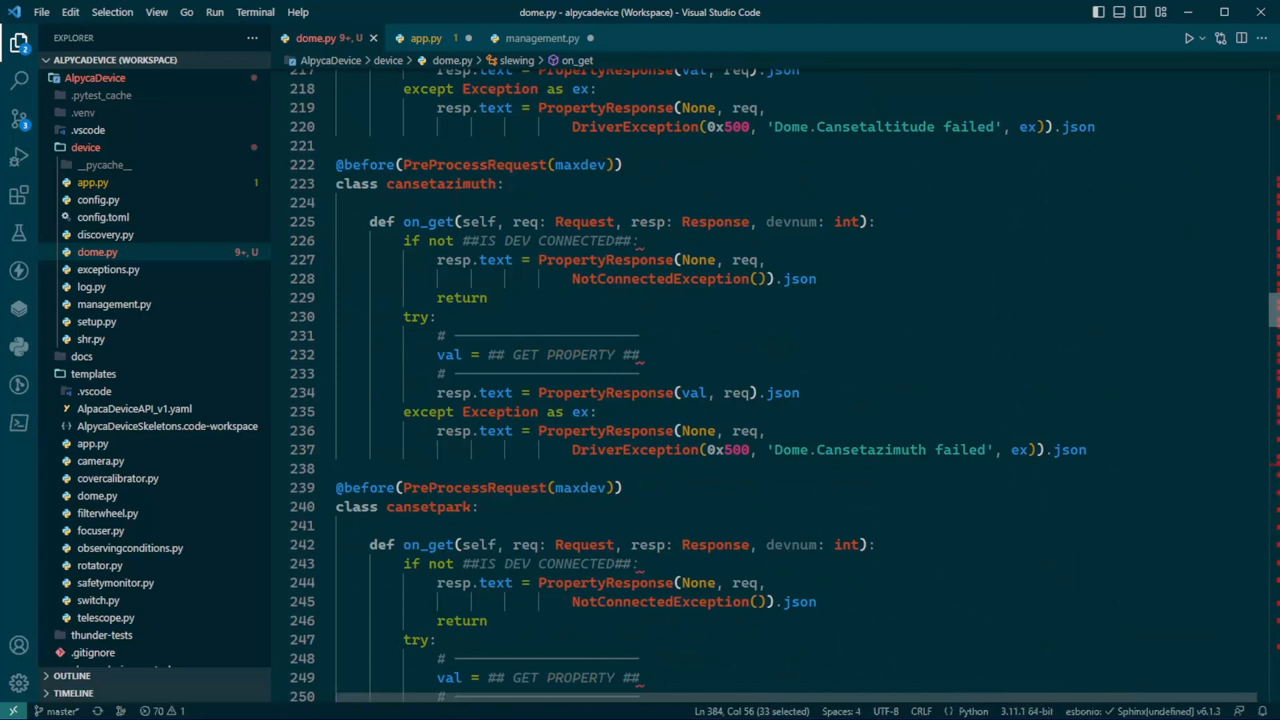 File Edit Selection View Go Run Terminal Help
dome.py - alpycadevice (Workspace) - Visual Studio Code
EXPLORER
dome.py 9+, U
app.py 1
management.py
ALPYCADEVICE (WORKSPACE)
AlpycaDevice > device > dome.py > slewing > on_get
AlpycaDevice
.pytest_cache
.venv
.vscode
device
__pycache__
app.py 1
config.py
config.toml
discovery.py
dome.py 9+, U
exceptions.py
log.py
management.py
setup.py
shr.py
docs
templates
.vscode
AlpacaDeviceAPI_v1.yaml
AlpycaDeviceSkeletons.code-workspace
app.py
camera.py
covercalibrator.py
dome.py
filterwheel.py
focuser.py
observingconditions.py
rotator.py
safetymonitor.py
switch.py
telescope.py
thunder-tests
.gitignore
OUTLINE
TIMELINE
2
3
217 resp.text = PropertyResponse(val, req).json
218 except Exception as ex:
219 resp.text = PropertyResponse(None, req,
220 DriverException(0x500, 'Dome.Cansetaltitude failed', ex)).json
221
222 @before(PreProcessRequest(maxdev))
223 class cansetazimuth:
224
225 def on_get(self, req: Request, resp: Response, devnum: int):
226 if not ##IS DEV CONNECTED##:
227 resp.text = PropertyResponse(None, req,
228 NotConnectedException()).json
229 return
230 try:
231 # ----------------------
232 val = ## GET PROPERTY ##
233 # ----------------------
234 resp.text = PropertyResponse(val, req).json
235 except Exception as ex:
236 resp.text = PropertyResponse(None, req,
237 DriverException(0x500, 'Dome.Cansetazimuth failed', ex)).json
238
239 @before(PreProcessRequest(maxdev))
240 class cansetpark:
241
242 def on_get(self, req: Request, resp: Response, devnum: int):
243 if not ##IS DEV CONNECTED##:
244 resp.text = PropertyResponse(None, req,
245 NotConnectedException()).json
246 return
247 try:
248 # ----------------------
249 val = ## GET PROPERTY ##
250 # ----------------------
master* 70 1
Ln 384, Col 56 (33 selected) Spaces: 4 UTF-8 CRLF Python 3.11.1 64-bit esbonio: Sphinx[undefined] v6.1.3